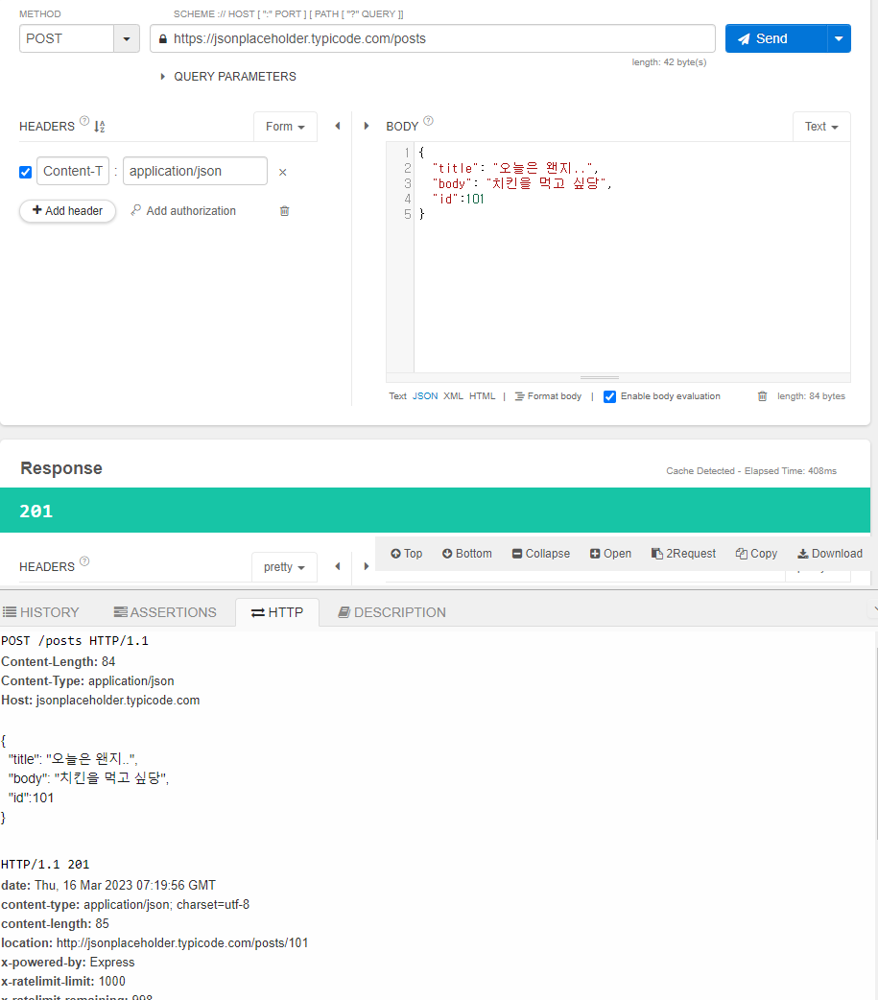 METHOD
SCHEME :// HOST [ ":" PORT ] [ PATH [ "?" QUERY ]]
POST
https://jsonplaceholder.typicode.com/posts
Send
length: 42 byte(s)
QUERY PARAMETERS
HEADERS
Form
BODY
Text
Content-T : application/json
Add header
Add authorization
1 {
2 "title": "오늘은 왠지..",
3 "body": "치킨을 먹고 싶당",
4 "id":101
5 }
Text JSON XML HTML | Format body | Enable body evaluation length: 84 bytes
Response
Cache Detected - Elapsed Time: 408ms
201
HEADERS
pretty
Top Bottom Collapse Open 2Request Copy Download
HISTORY ASSERTIONS HTTP DESCRIPTION
POST /posts HTTP/1.1
Content-Length: 84
Content-Type: application/json
Host: jsonplaceholder.typicode.com
{
"title": "오늘은 왠지..",
"body": "치킨을 먹고 싶당",
"id":101
}
HTTP/1.1 201
date: Thu, 16 Mar 2023 07:19:56 GMT
content-type: application/json; charset=utf-8
content-length: 85
location: http://jsonplaceholder.typicode.com/posts/101
x-powered-by: Express
x-ratelimit-limit: 1000
x-ratelimit-remaining: 998